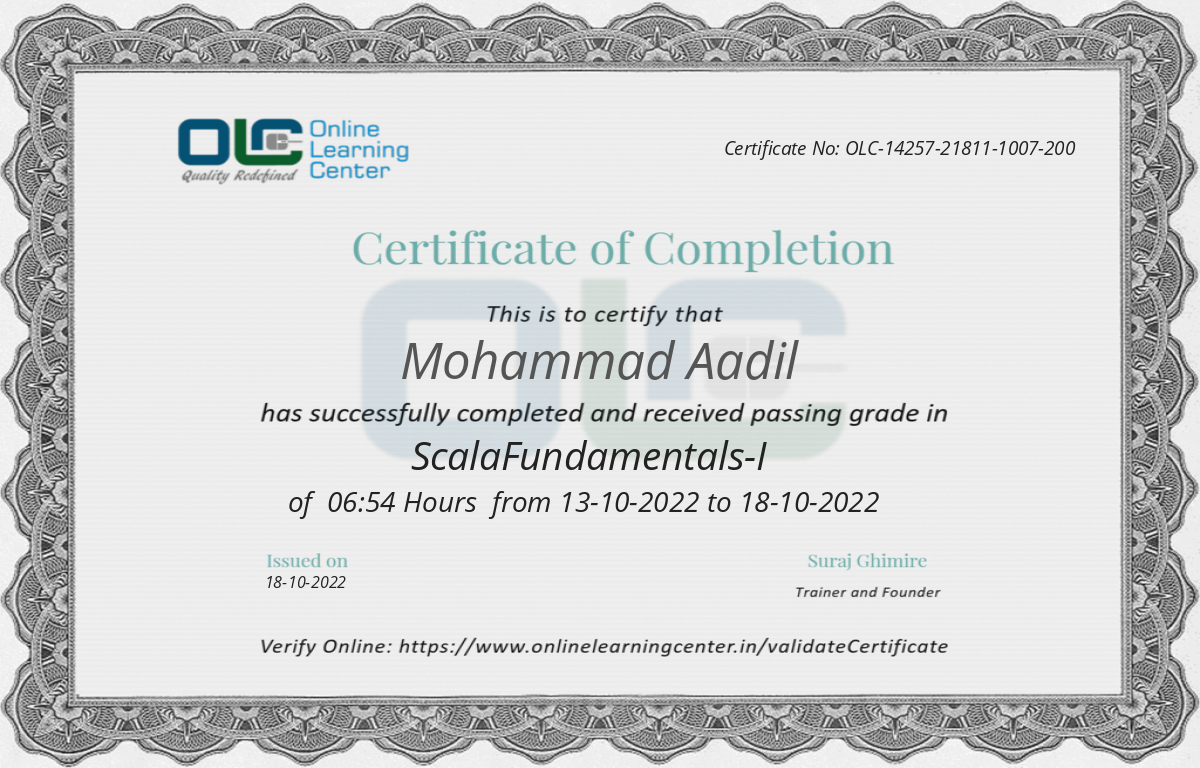 OLC Online
Learning
Center
Quality Redefined
Certificate No: OLC-14257-21811-1007-200
Certificate of Completion
This is to certify that
Mohammad Aadil
has successfully completed and received passing grade in
ScalaFundamentals-I
of 06:54 Hours from 13-10-2022 to 18-10-2022
Issued on
18-10-2022
Suraj Ghimire
Trainer and Founder
Verify Online: https://www.onlinelearningcenter.in/validateCertificate